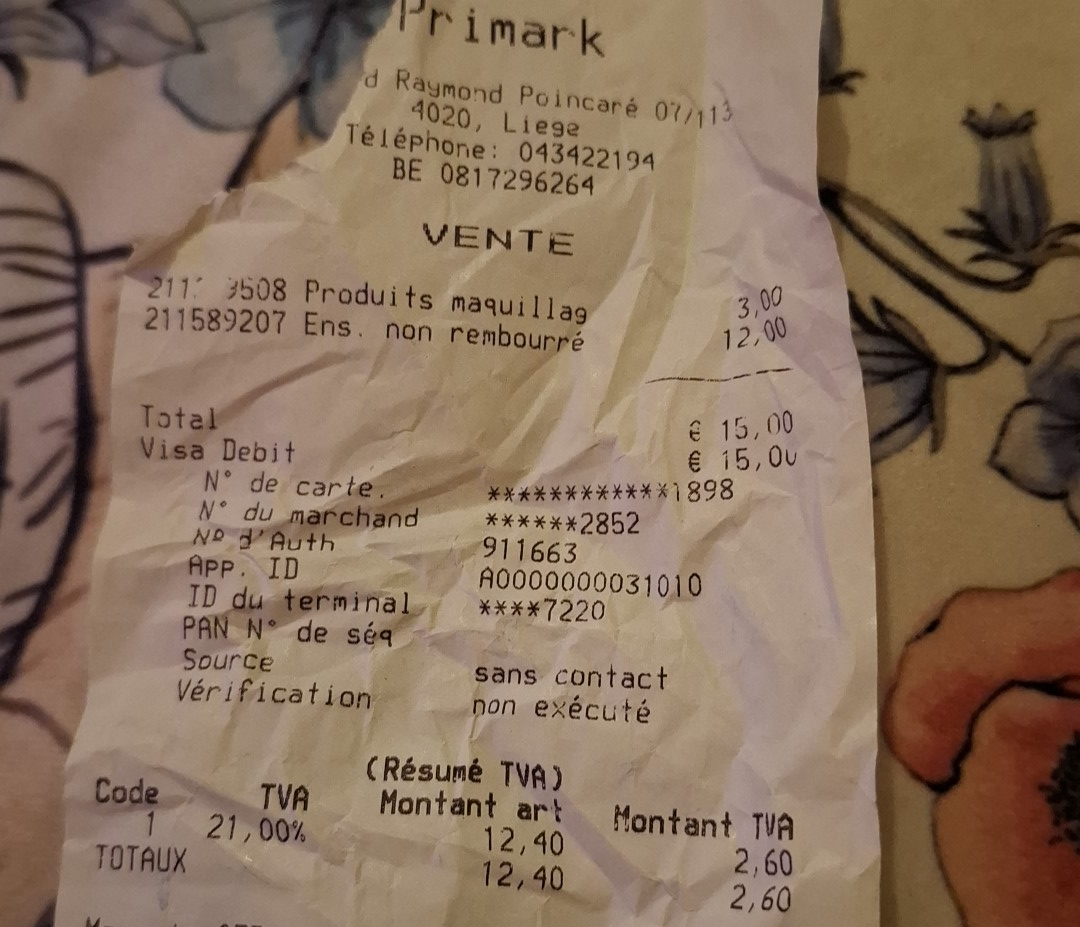 Primark
d Raymond Poincaré 07/113
4020, Liege
Téléphone: 043422194
BE 0817296264
VENTE
Produits maquillag 3,00
211589207 Ens. non rembourré 12,00
Total € 15,00
Visa Debit € 15,00
N° de carte. ************1898
N° du marchand ******2852
N° d'Auth 911663
App. ID A0000000031010
ID du terminal ****7220
PAN N° de séq
Source sans contact
Vérification non exécuté
(Résumé TVA)
Code TVA Montant art Montant TVA
1 21,00% 12,40 2,60
TOTAUX 12,40 2,60